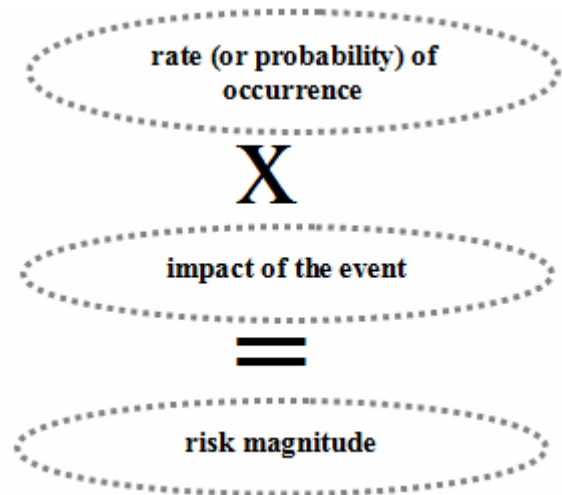 rate (or probability) of
occurrence
X
impact of the event
=
risk magnitude